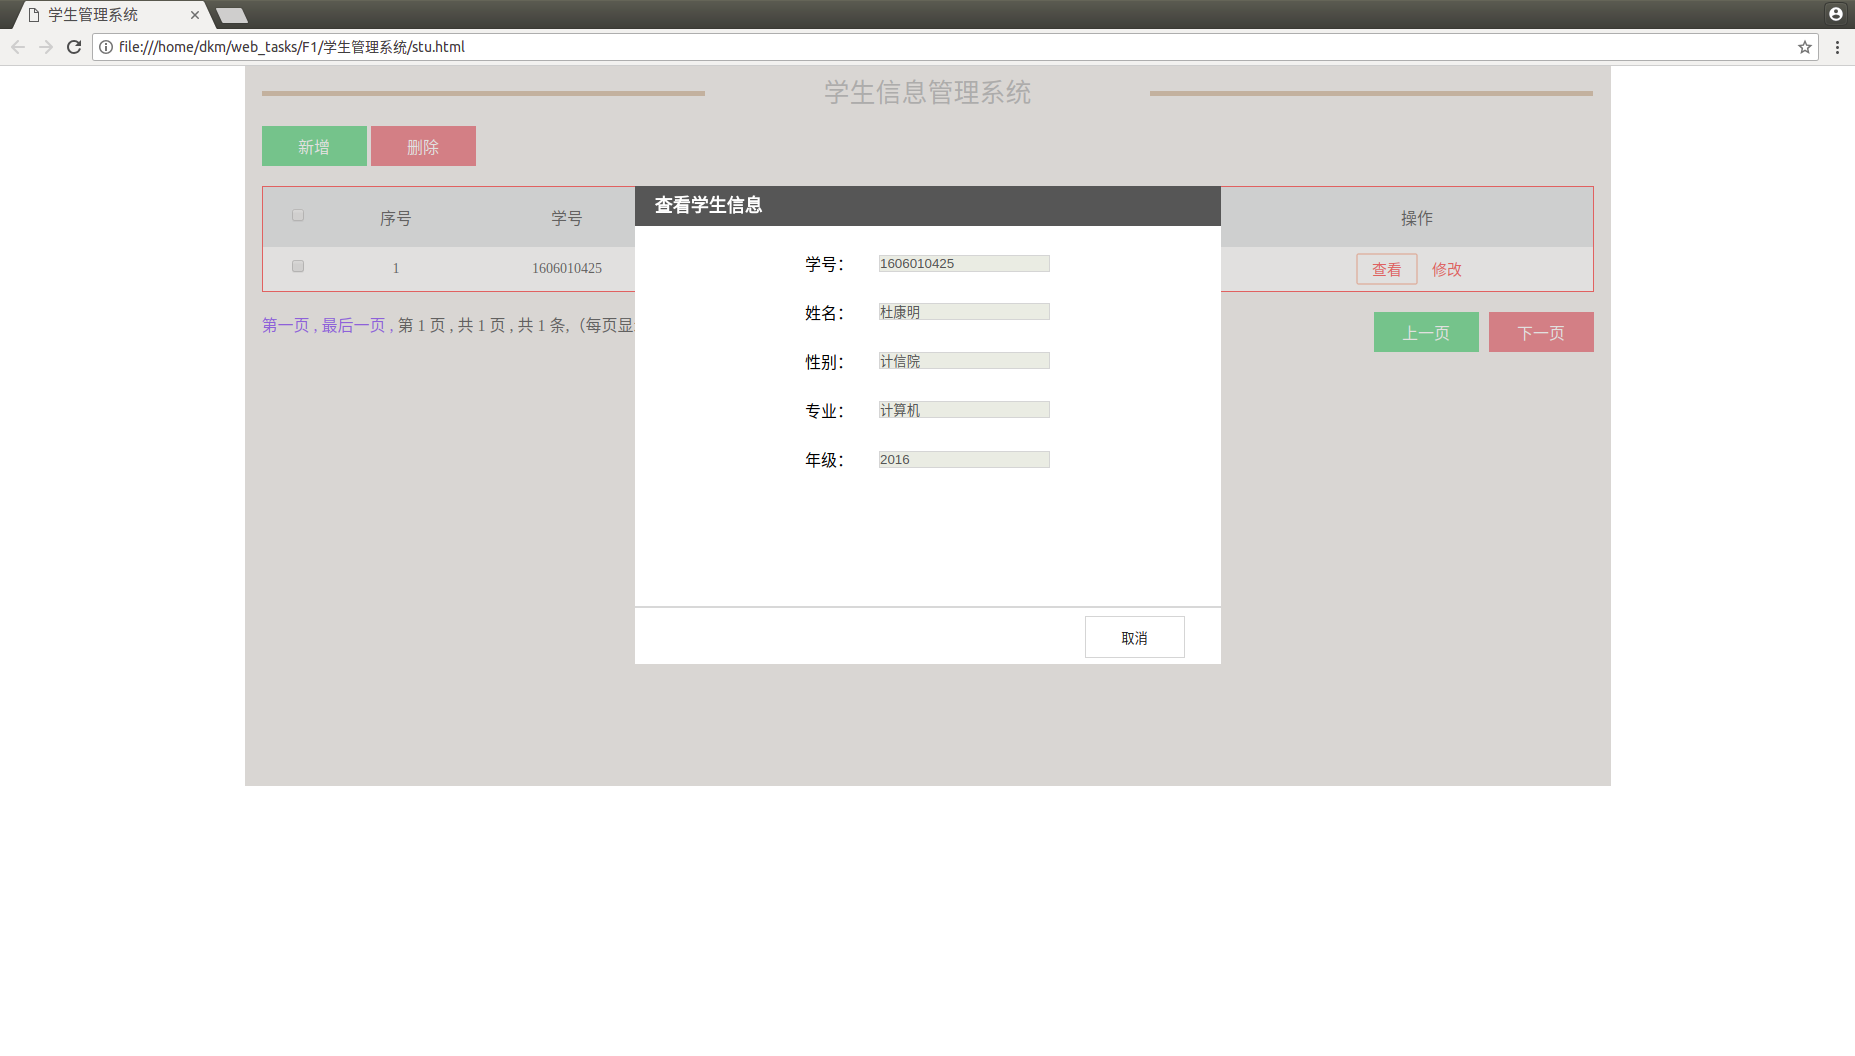 学生管理系统
file:///home/dkm/web_tasks/F1/学生管理系统/stu.html
学生信息管理系统
新增 删除
序号 学号 操作
1 1606010425 查看 修改
第一页 , 最后一页 , 第 1 页 , 共 1 页 , 共 1 条,（每页显
上一页 下一页
查看学生信息
学号： 1606010425
姓名： 杜康明
性别： 计信院
专业： 计算机
年级： 2016
取消